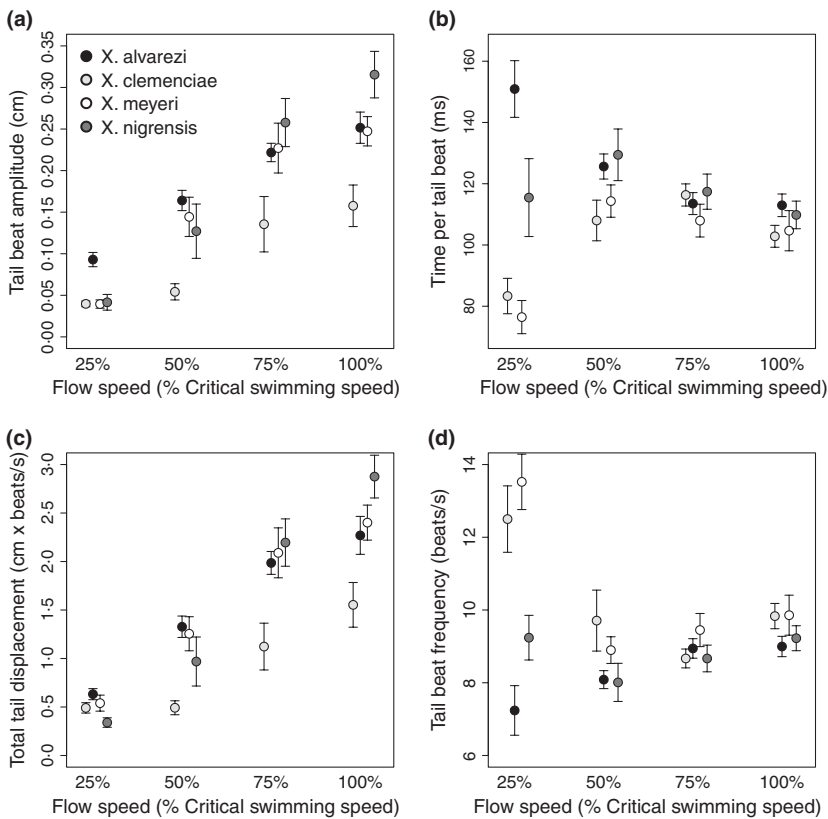 (a)
Tail beat amplitude (cm)
0·35
0·30
0·25
0·20
0·15
0·10
0·05
0·00
X. alvarezi
X. clemenciae
X. meyeri
X. nigrensis
25% 50% 75% 100%
Flow speed (% Critical swimming speed)
(b)
Time per tail beat (ms)
160
140
120
100
80
25% 50% 75% 100%
Flow speed (% Critical swimming speed)
(c)
Total tail displacement (cm x beats/s)
3·0
2·5
2·0
1·5
1·0
0·5
0·0
25% 50% 75% 100%
Flow speed (% Critical swimming speed)
(d)
Tail beat frequency (beats/s)
14
12
10
8
6
25% 50% 75% 100%
Flow speed (% Critical swimming speed)